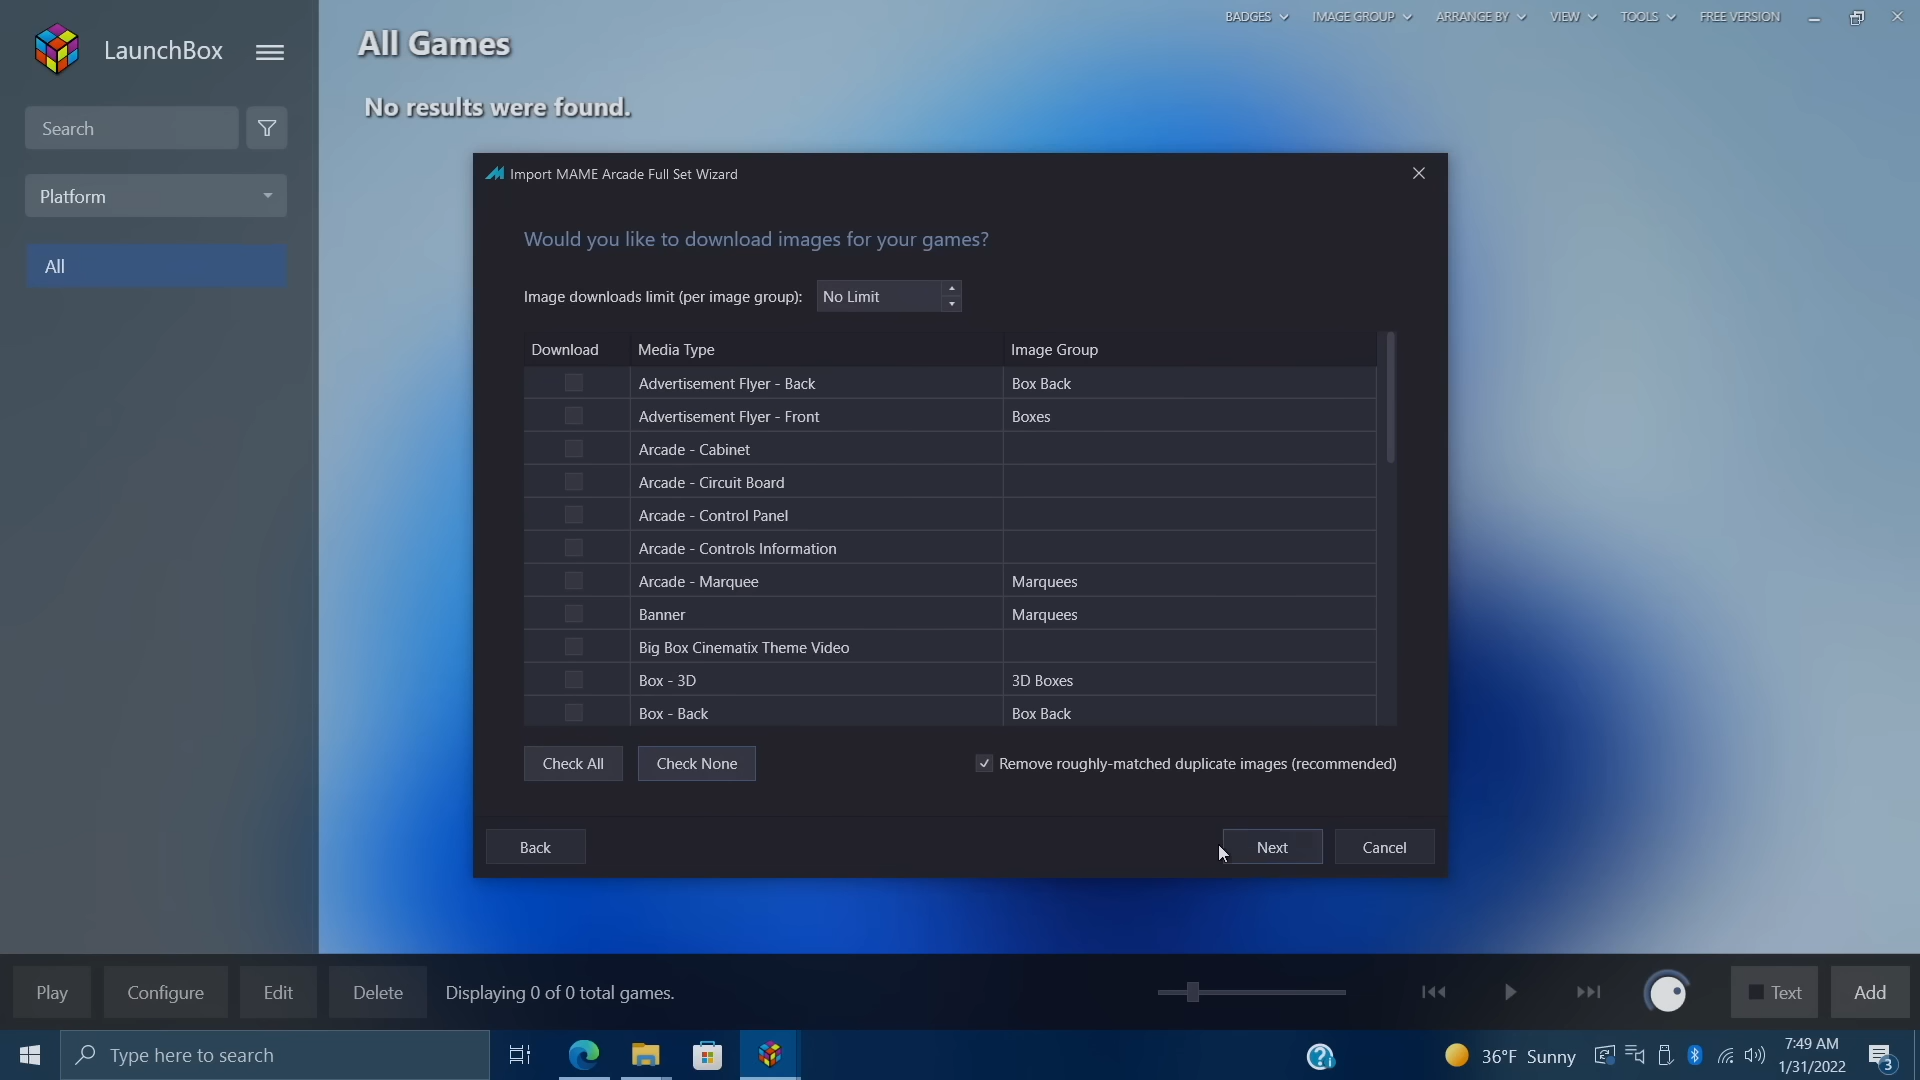 LaunchBox
Search
Platform
All
All Games
No results were found.
BADGES
IMAGE GROUP
ARRANGE BY
VIEW
TOOLS
FREE VERSION
Import MAME Arcade Full Set Wizard
Would you like to download images for your games?
Image downloads limit (per image group): No Limit
Download Media Type Image Group
Advertisement Flyer - Back Box Back
Advertisement Flyer - Front Boxes
Arcade - Cabinet
Arcade - Circuit Board
Arcade - Control Panel
Arcade - Controls Information
Arcade - Marquee Marquees
Banner Marquees
Big Box Cinematix Theme Video
Box - 3D 3D Boxes
Box - Back Box Back
Check All Check None Remove roughly-matched duplicate images (recommended)
Back Next Cancel
Play Configure Edit Delete Displaying 0 of 0 total games. Text Add
Type here to search
36°F Sunny
7:49 AM
1/31/2022
3